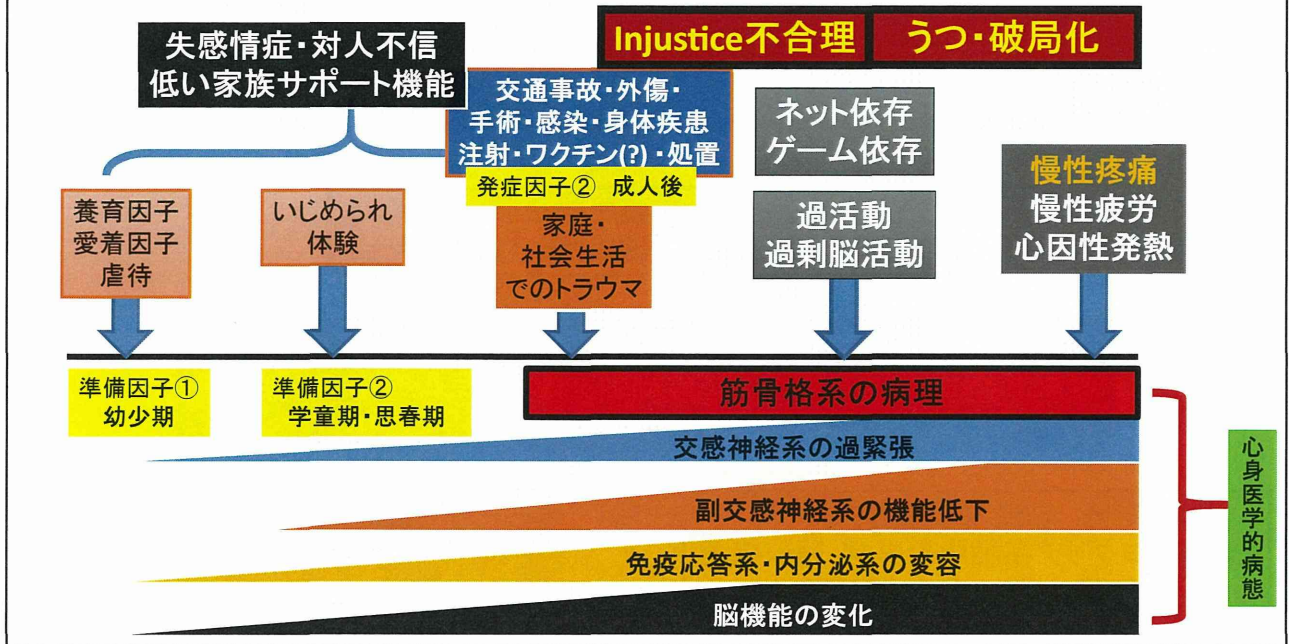 失感情症・対人不信
低い家族サポート機能
Injustice不合理
うつ・破局化
交通事故・外傷・
手術・感染・身体疾患
注射・ワクチン(?)・処置
発症因子② 成人後
家庭・
社会生活
でのトラウマ
養育因子
愛着因子
虐待
いじめられ
体験
ネット依存
ゲーム依存
過活動
過剰脳活動
慢性疼痛
慢性疲労
心因性発熱
準備因子①
幼少期
準備因子②
学童期・思春期
筋骨格系の病理
交感神経系の過緊張
副交感神経系の機能低下
免疫応答系・内分泌系の変容
脳機能の変化
心身医学的病態